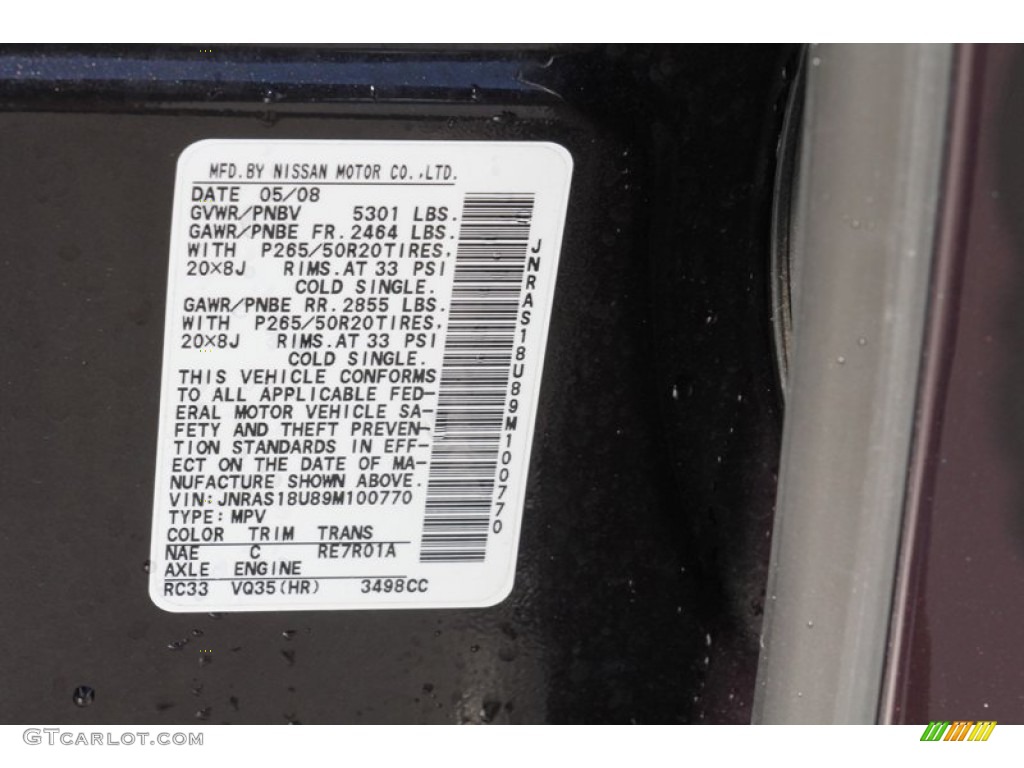 MFD.BY NISSAN MOTOR CO.,LTD.
DATE 05/08
GVWR/PNBV 5301 LBS.
GAWR/PNBE FR.2464 LBS.
WITH P265/50R20TIRES,
20×8J RIMS.AT 33 PSI
COLD SINGLE.
GAWR/PNBE RR.2855 LBS.
WITH P265/50R20TIRES,
20×8J RIMS.AT 33 PSI
COLD SINGLE.
THIS VEHICLE CONFORMS
TO ALL APPLICABLE FED-
ERAL MOTOR VEHICLE SA-
FETY AND THEFT PREVEN-
TION STANDARDS IN EFF-
ECT ON THE DATE OF MA-
NUFACTURE SHOWN ABOVE.
VIN:JNRAS18U89M100770
TYPE:MPV
COLOR TRIM TRANS
NAE C RE7R01A
AXLE ENGINE
RC33 VQ35(HR) 3498CC
JNRAS18U89M100770
GTCARLOT.COM